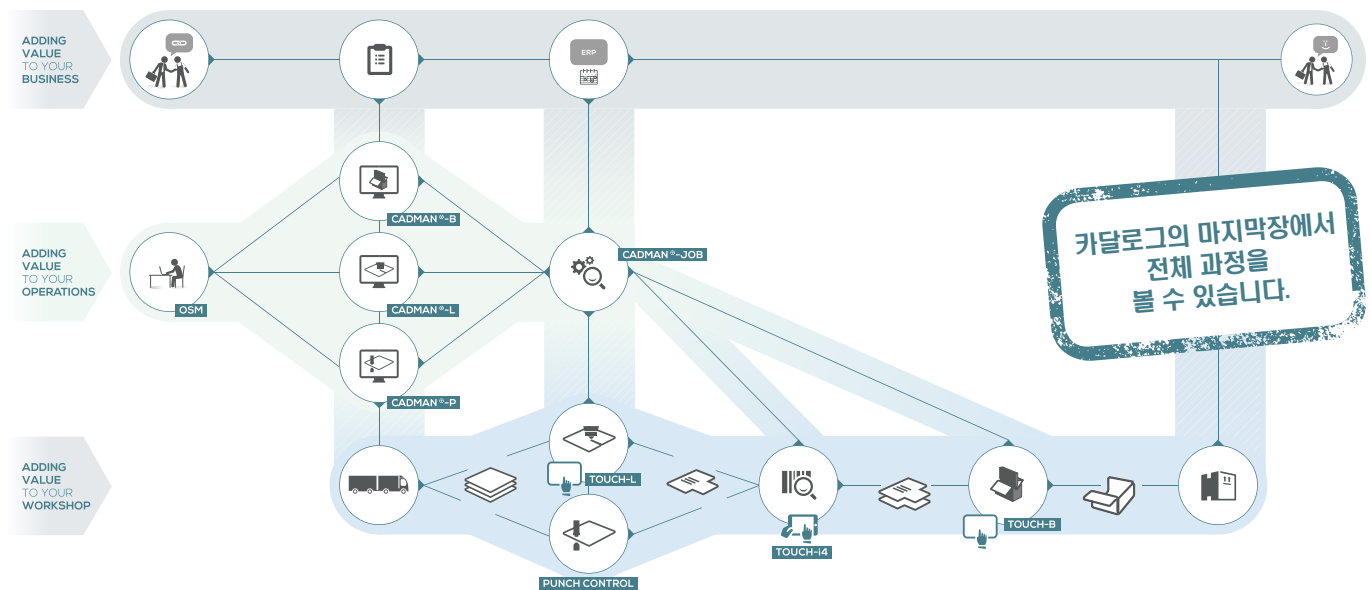 ADDING
VALUE
TO YOUR
BUSINESS
ERP
CADMAN®-B
ADDING
VALUE
TO YOUR
OPERATIONS
OSM
CADMAN®-L
CADMAN®-JOB
카달로그의 마지막장에서
전체 과정을
볼 수 있습니다.
CADMAN®-P
ADDING
VALUE
TO YOUR
WORKSHOP
TOUCH-L
PUNCH CONTROL
TOUCH-i4
TOUCH-B